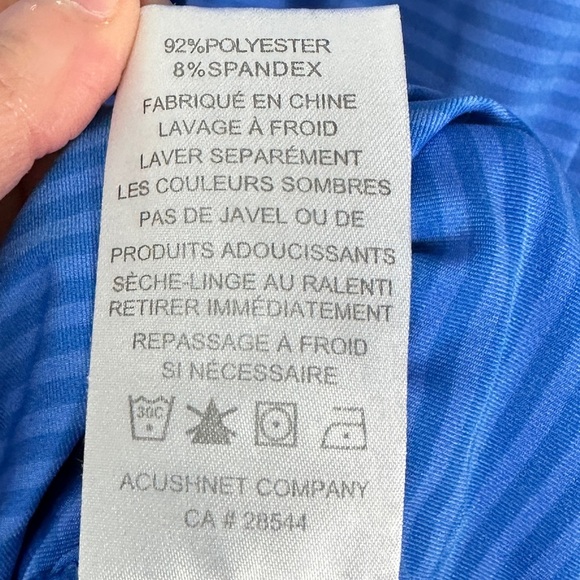 92%POLYESTER
8%SPANDEX
FABRIQUÉ EN CHINE
LAVAGE À FROID
LAVER SEPARÉMENT
LES COULEURS SOMBRES
PAS DE JAVEL OU DE
PRODUITS ADOUCISSANTS
SÈCHE-LINGE AU RALENTI
RETIRER IMMÉDIATEMENT
REPASSAGE À FROID
SI NÉCESSAIRE
30C
ACUSHNET COMPANY
CA # 28544